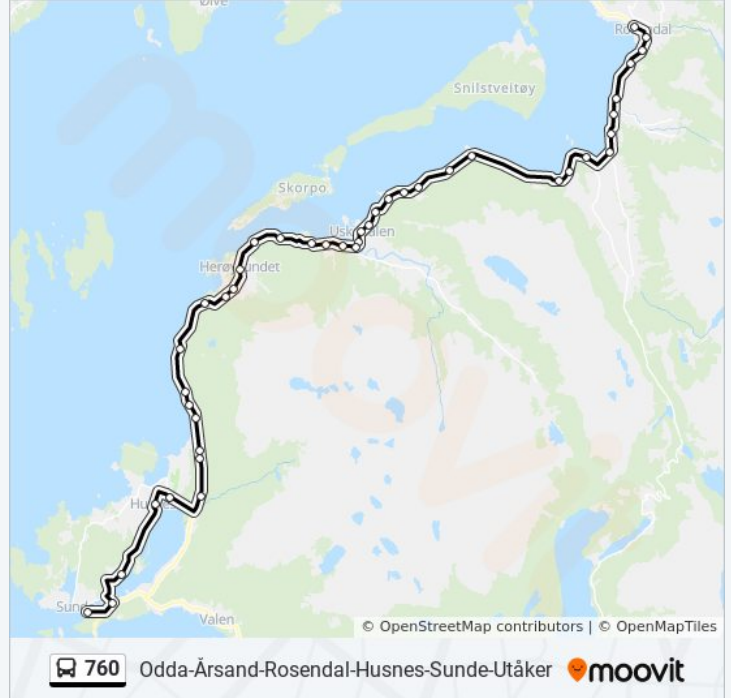 Ølve
Rosendal
Snilstveitøy
Skorpo
Uskedalen
Herøysundet
Husnes
Sunde
Valen
© OpenStreetMap contributors | © OpenMapTiles
760 Odda-Årsand-Rosendal-Husnes-Sunde-Utåker moovit